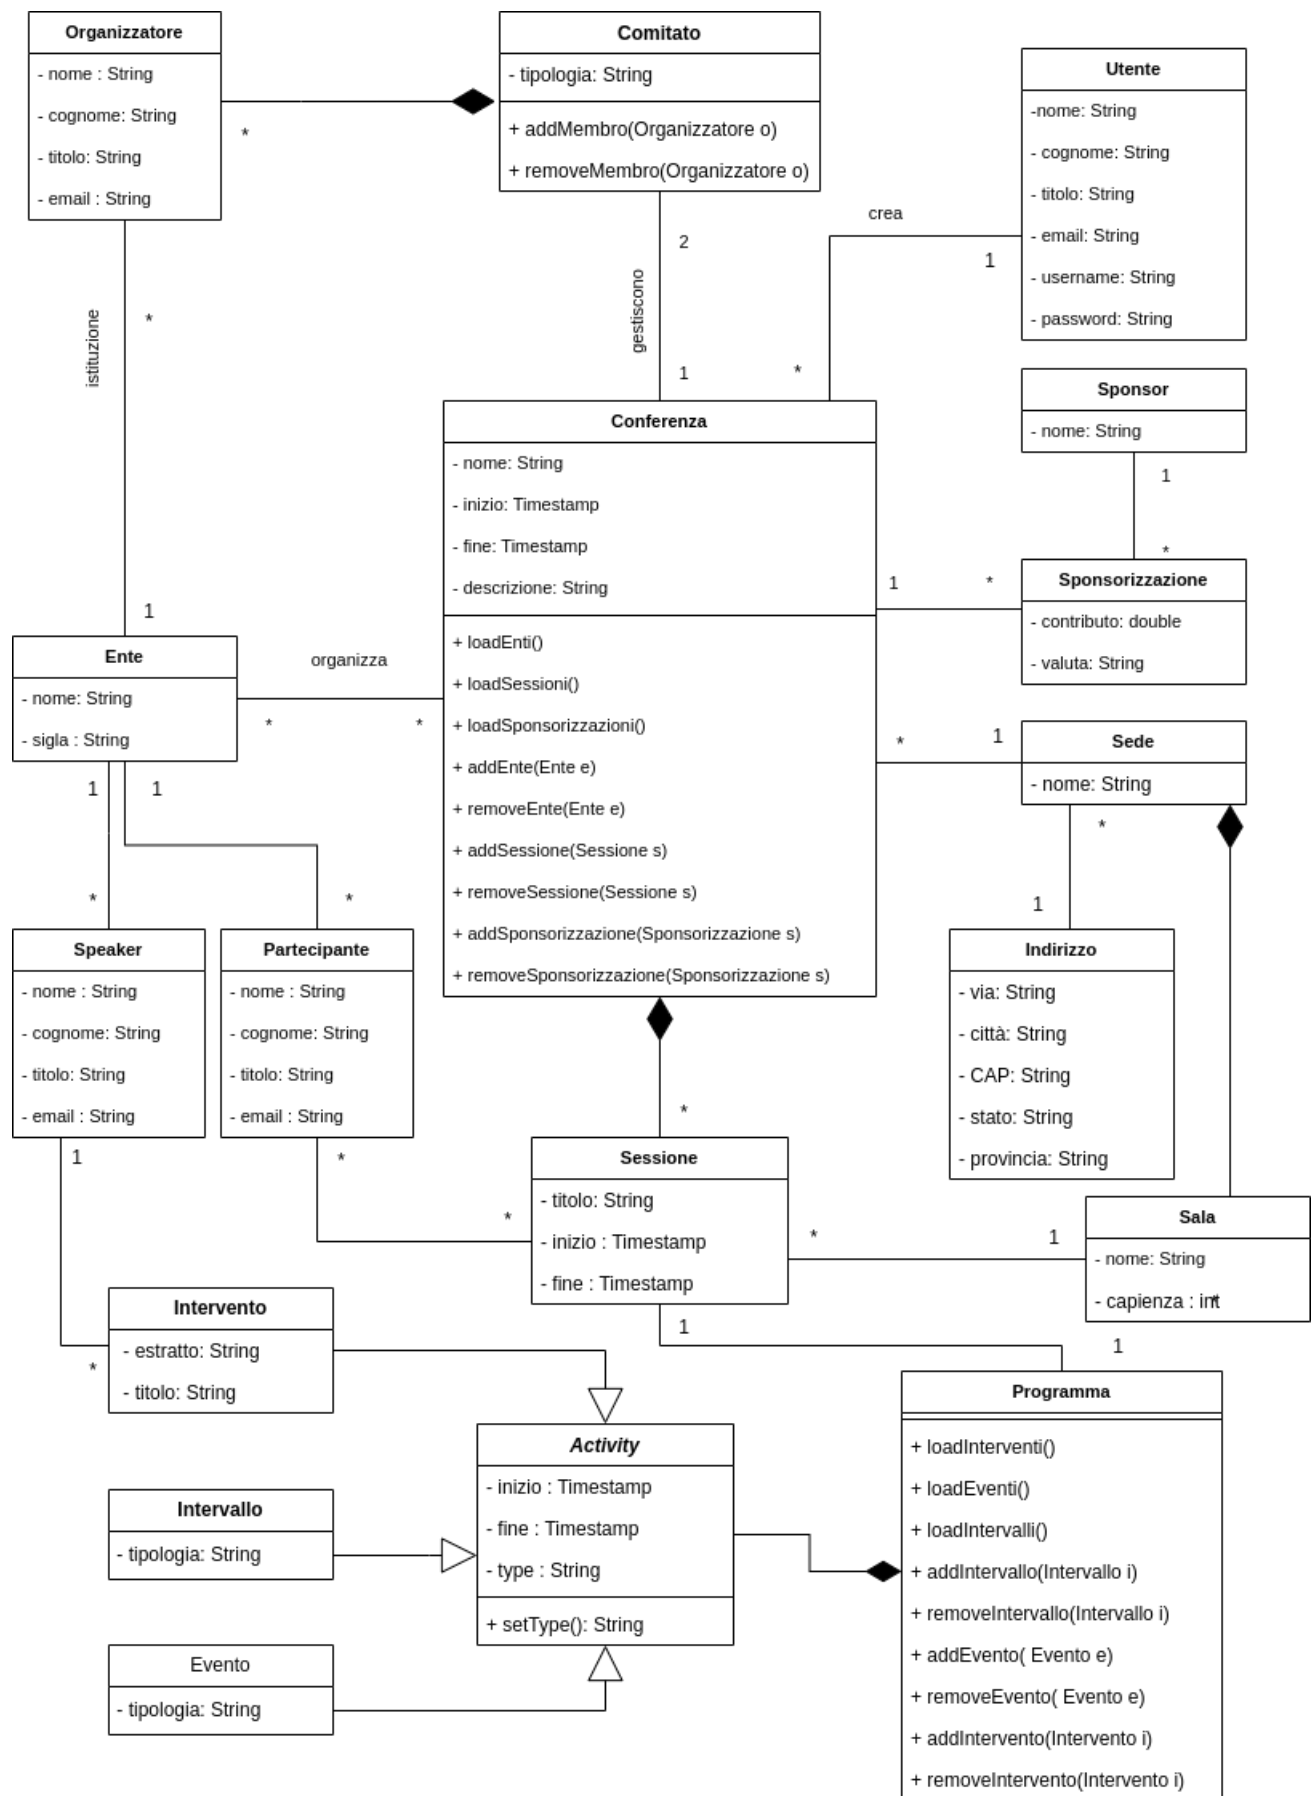 Organizzatore
- nome : String
- cognome: String
- titolo: String
- email : String
*
Comitato
- tipologia: String
+ addMembro(Organizzatore o)
+ removeMembro(Organizzatore o)
Utente
-nome: String
- cognome: String
- titolo: String
- email: String
- username: String
- password: String
crea
1
*
2
gestiscono
1
istituzione
*
1
Sponsor
- nome: String
1
*
Sponsorizzazione
- contributo: double
- valuta: String
1
*
Conferenza
- nome: String
- inizio: Timestamp
- fine: Timestamp
- descrizione: String
+ loadEnti()
+ loadSessioni()
+ loadSponsorizzazioni()
+ addEnte(Ente e)
+ removeEnte(Ente e)
+ addSessione(Sessione s)
+ removeSessione(Sessione s)
+ addSponsorizzazione(Sponsorizzazione s)
+ removeSponsorizzazione(Sponsorizzazione s)
Ente
- nome: String
- sigla : String
organizza
*
*
*
1
Sede
- nome: String
*
1
1
1
*
*
Speaker
- nome : String
- cognome: String
- titolo: String
- email : String
Partecipante
- nome : String
- cognome: String
- titolo: String
- email : String
Indirizzo
- via: String
- città: String
- CAP: String
- stato: String
- provincia: String
*
Sessione
- titolo: String
- inizio : Timestamp
- fine : Timestamp
1
*
*
*
1
Sala
- nome: String
- capienza : int
*
1
1
Intervento
- estratto: String
- titolo: String
*
Activity
- inizio : Timestamp
- fine : Timestamp
- type : String
+ setType(): String
Intervallo
- tipologia: String
Evento
- tipologia: String
Programma
+ loadInterventi()
+ loadEventi()
+ loadIntervalli()
+ addIntervallo(Intervallo i)
+ removeIntervallo(Intervallo i)
+ addEvento( Evento e)
+ removeEvento( Evento e)
+ addIntervento(Intervento i)
+ removeIntervento(Intervento i)